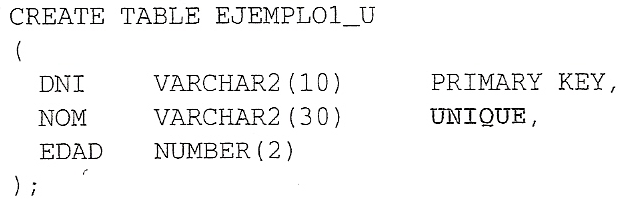 CREATE TABLE EJEMPLO1_U
(
DNI VARCHAR2(10) PRIMARY KEY,
NOM VARCHAR2(30) UNIQUE,
EDAD NUMBER(2)
);